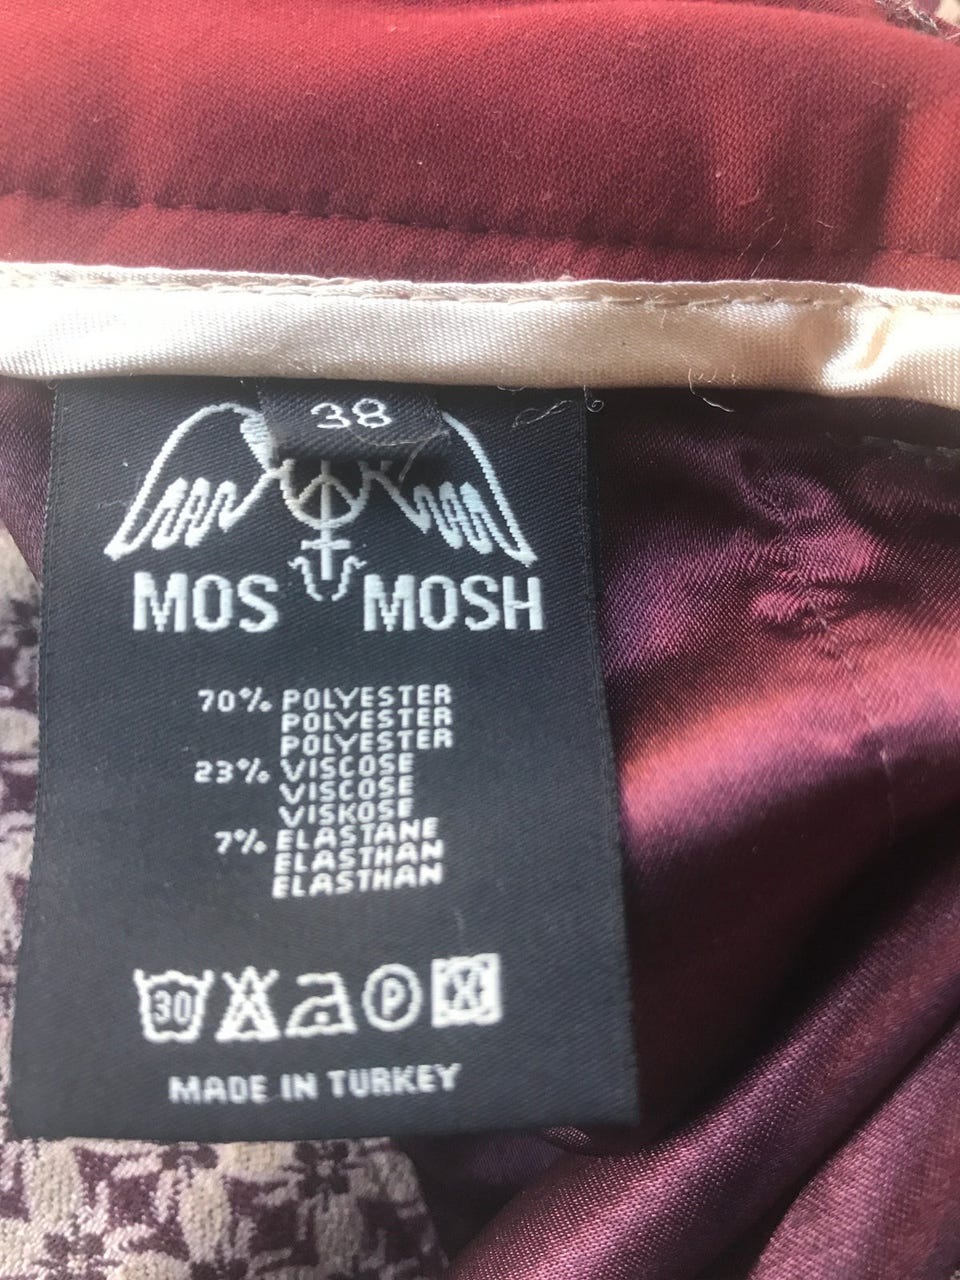 38
MOS MOSH
70% POLYESTER
POLYESTER
POLYESTER
23% VISCOSE
VISCOSE
VISKOSE
7% ELASTANE
ELASTHAN
ELASTHAN
30 P
MADE IN TURKEY